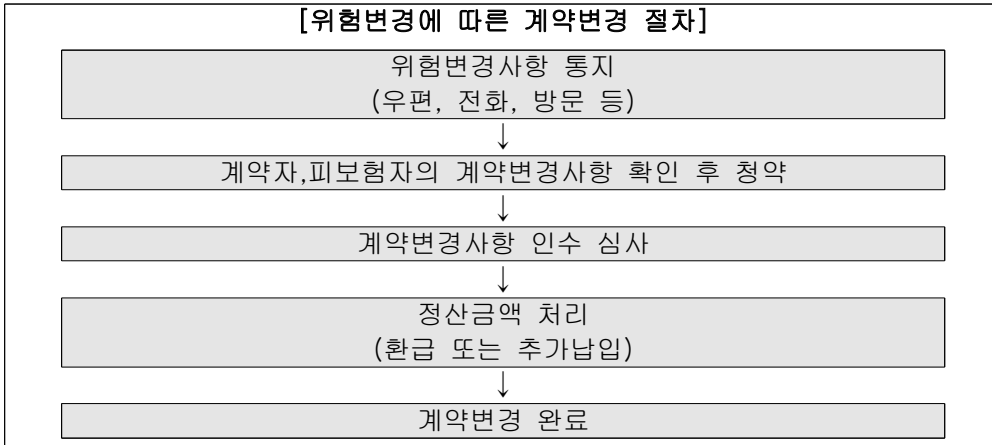 [위험변경에 따른 계약변경 절차]
위험변경사항 통지
(우편, 전화, 방문 등)
↓
계약자,피보험자의 계약변경사항 확인 후 청약
↓
계약변경사항 인수 심사
↓
정산금액 처리
(환급 또는 추가납입)
↓
계약변경 완료